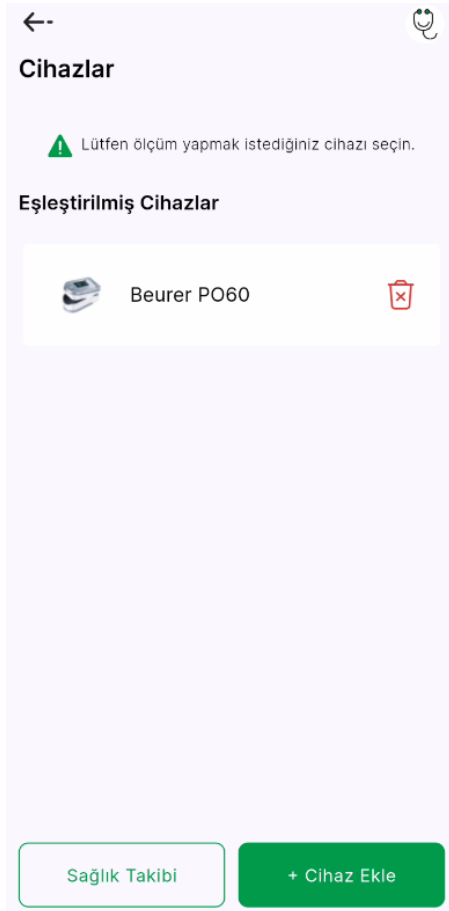 Cihazlar
Lütfen ölçüm yapmak istediğiniz cihazı seçin.
Eşleştirilmiş Cihazlar
Beurer PO60
Sağlık Takibi
+ Cihaz Ekle